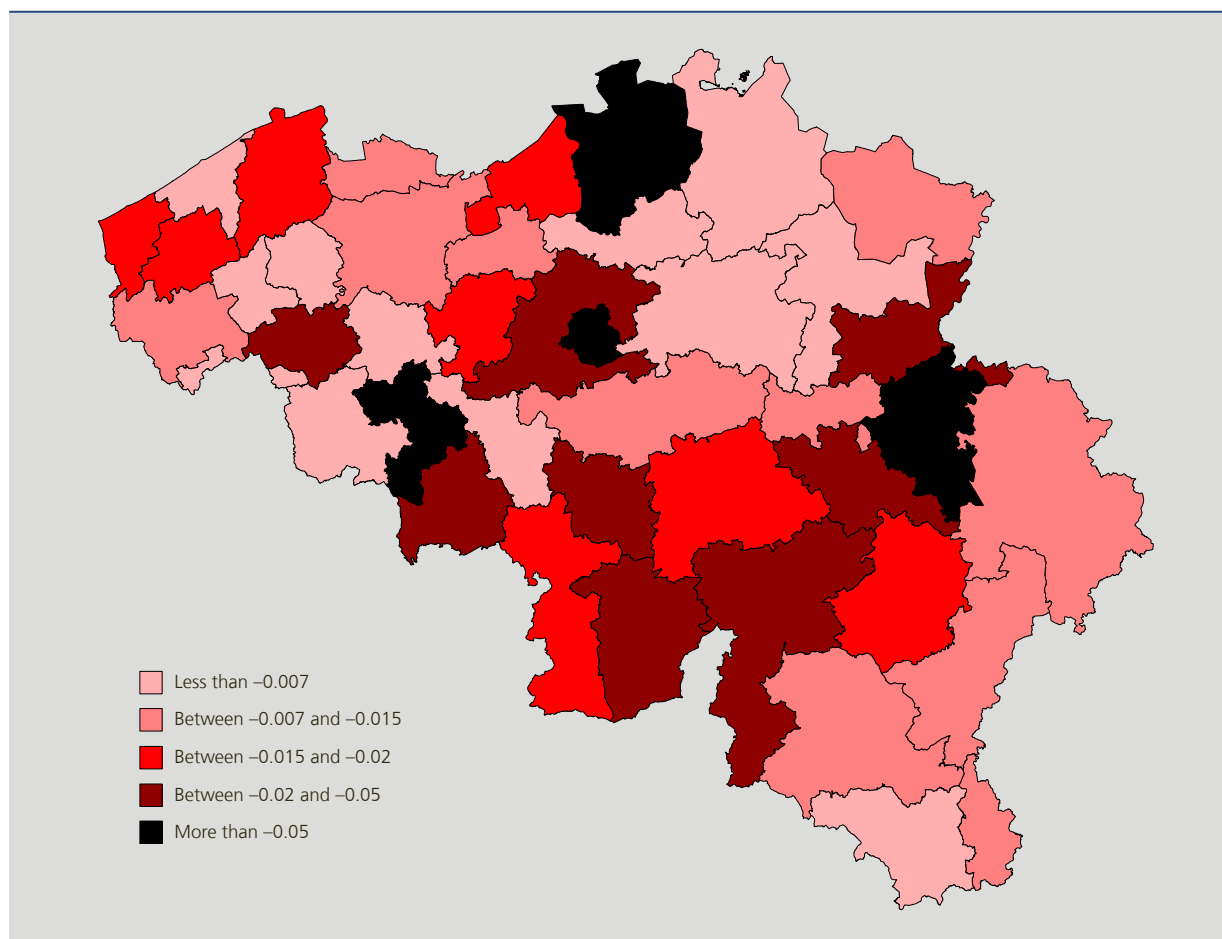 Less than –0.007
Between –0.007 and –0.015
Between –0.015 and –0.02
Between –0.02 and –0.05
More than –0.05